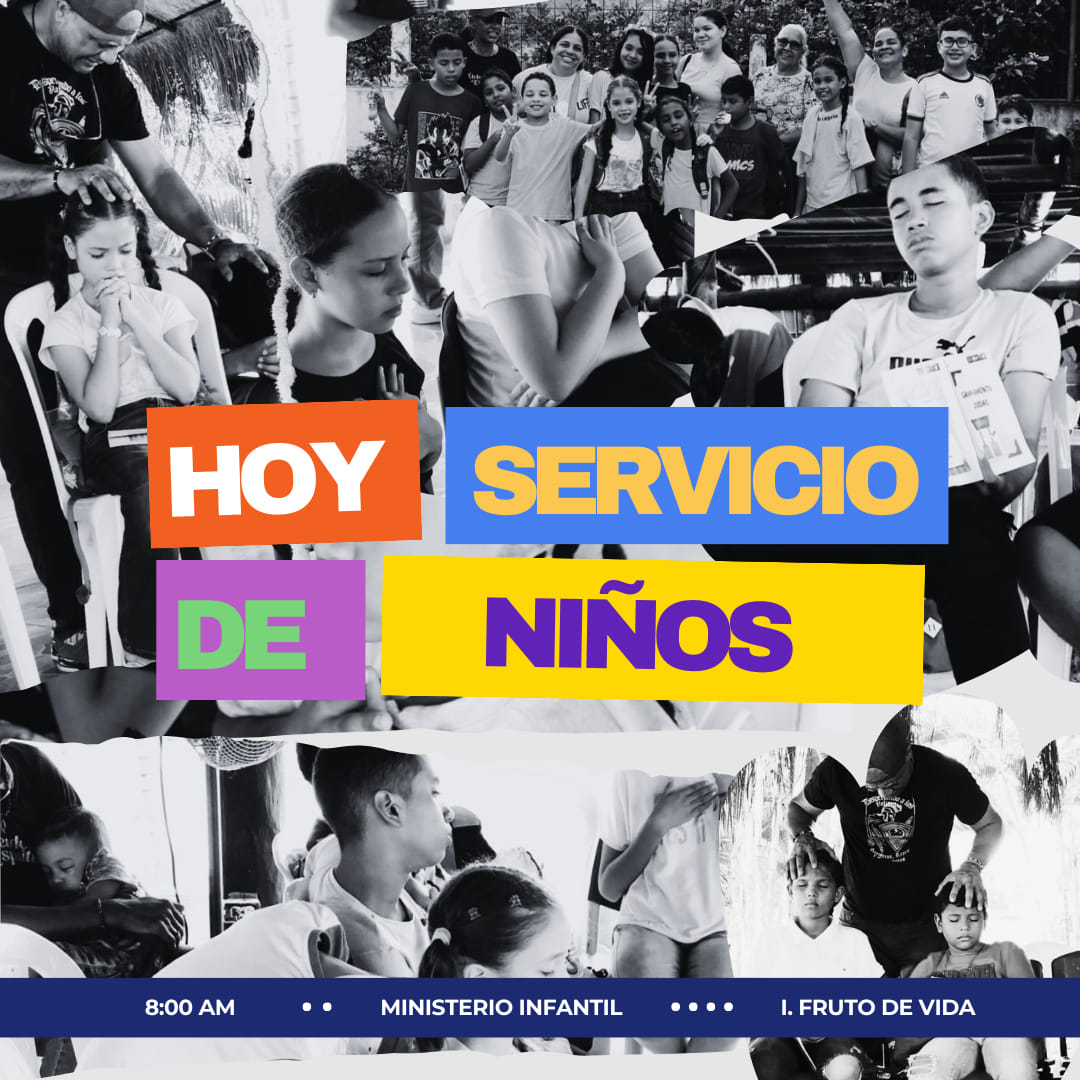 HOY SERVICIO
DE NIÑOS
8:00 AM •• MINISTERIO INFANTIL •••• I. FRUTO DE VIDA